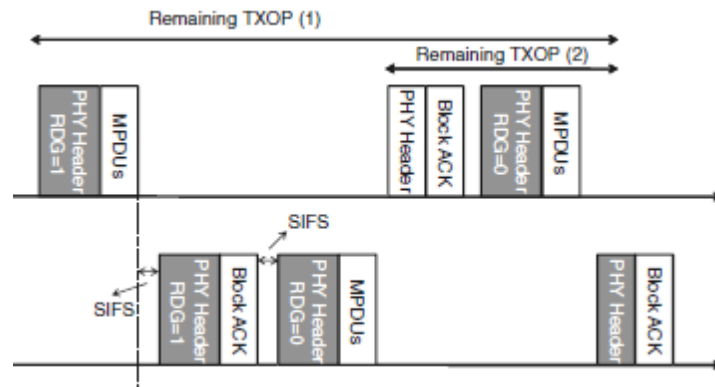 Remaining TXOP (1)
Remaining TXOP (2)
PHY Header
RDG=1
MPDUs
PHY Header
Block ACK
PHY Header
RDG=0
MPDUs
SIFS
SIFS
PHY Header
RDG=1
Block ACK
PHY Header
RDG=0
MPDUs
PHY Header
Block ACK